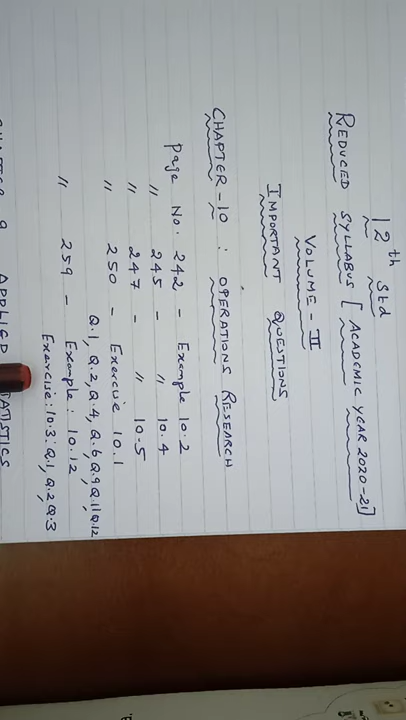 12th Std
REDUCED SYLLABUS [ACADEMIC YEAR 2020-21]
VOLUME - II
IMPORTANT QUESTIONS
CHAPTER - 10 : OPERATIONS RESEARCH
Page No. 242 - Example 10.2
" 245 - " 10.4
" 247 - " 10.5
" 250 - Exercise 10.1
Q.1, Q.2, Q.4, Q.6, Q.9, Q.11, Q.12
" 259 - Example: 10.12
Exercise: 10.3: Q.1, Q.2, Q.3
CHAPTER 9 APPLIED STATISTICS